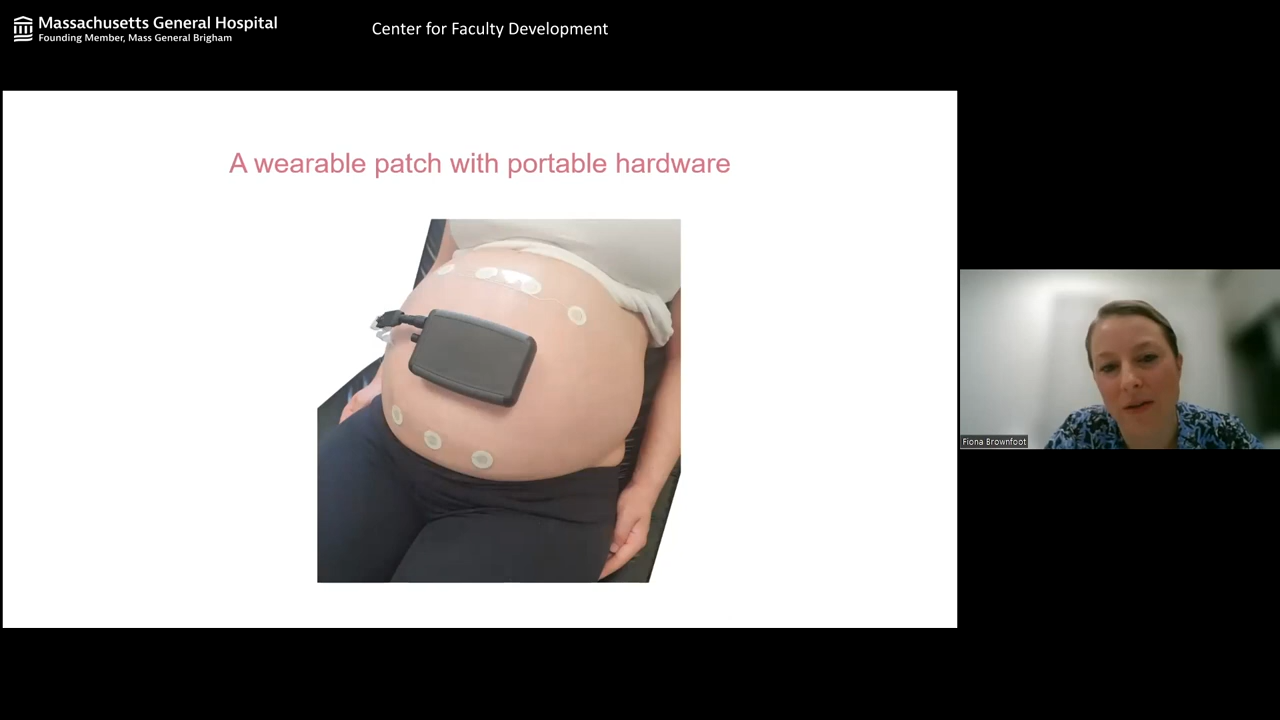 Massachusetts General Hospital
Founding Member, Mass General Brigham
Center for Faculty Development
A wearable patch with portable hardware
Fiona Brownfoot